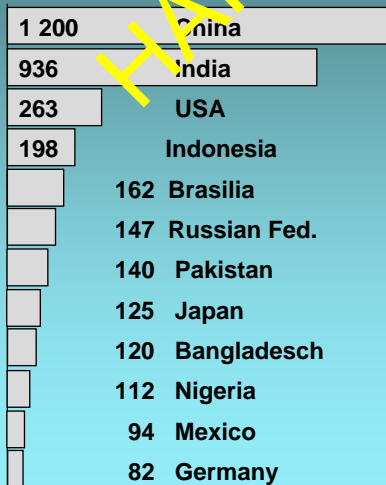 1 200 China
936 India
263 USA
198 Indonesia
162 Brasilia
147 Russian Fed.
140 Pakistan
125 Japan
120 Bangladesch
112 Nigeria
94 Mexico
82 Germany